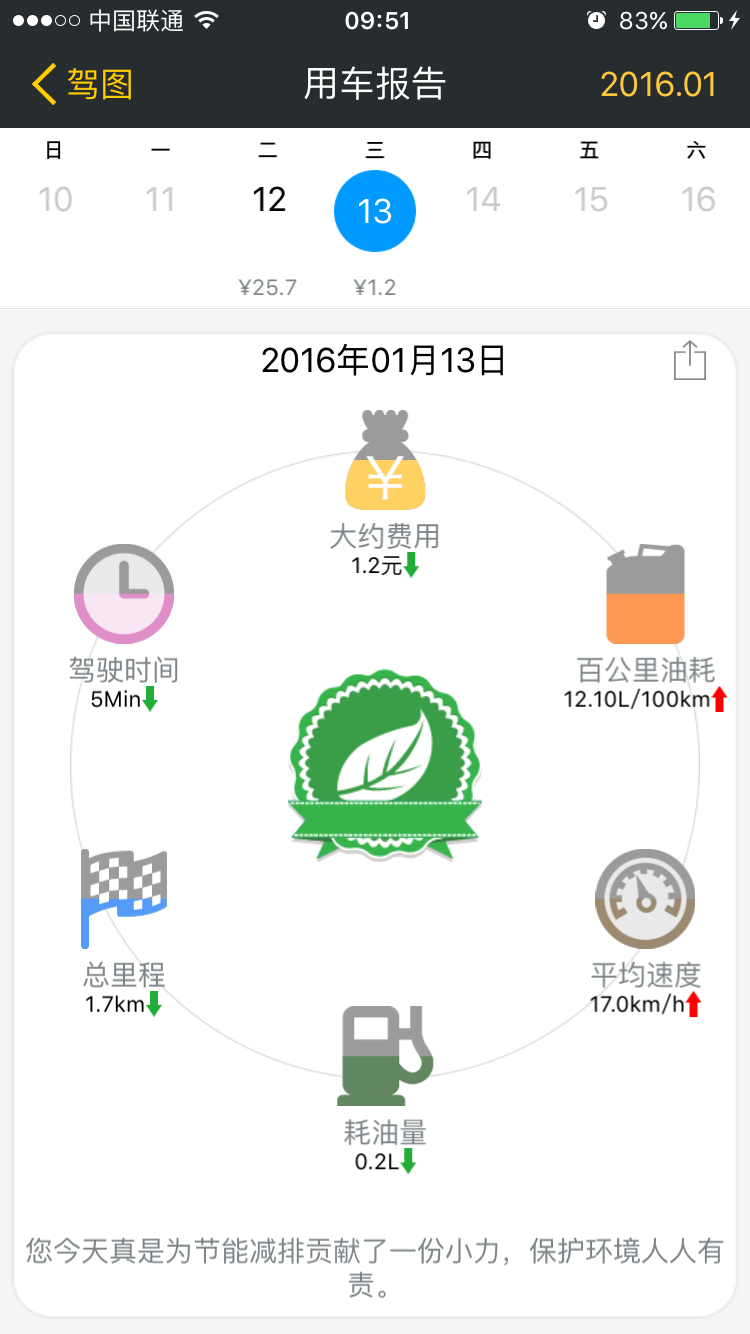 中国联通 09:51 83%
驾图 用车报告 2016.01
日 一 二 三 四 五 六
10 11 12 13 14 15 16
¥25.7 ¥1.2
2016年01月13日
¥
大约费用
1.2元
驾驶时间
5Min
百公里油耗
12.10L/100km
总里程
1.7km
平均速度
17.0km/h
耗油量
0.2L
您今天真是为节能减排贡献了一份小力，保护环境人人有
责。